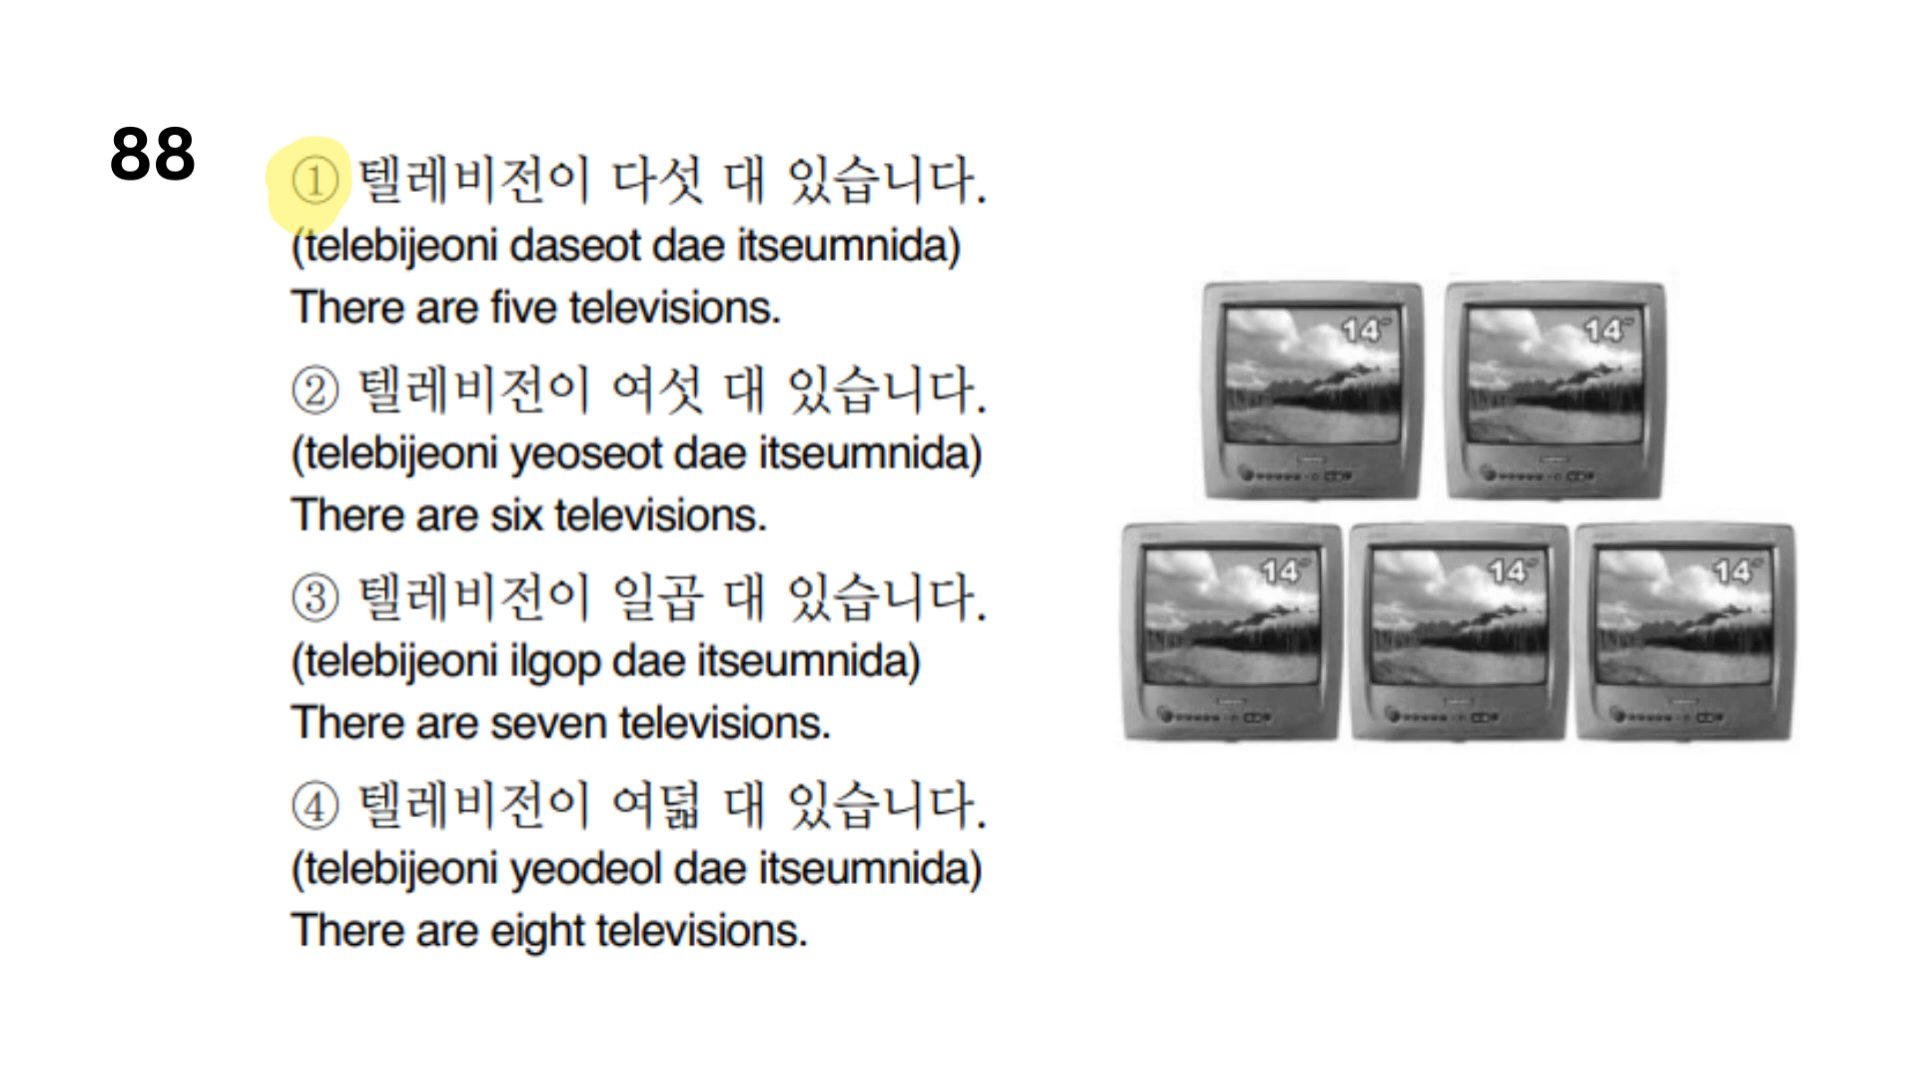 88
① 텔레비전이 다섯 대 있습니다.
(telebijeoni daseot dae itseumnida)
There are five televisions.
② 텔레비전이 여섯 대 있습니다.
(telebijeoni yeoseot dae itseumnida)
There are six televisions.
③ 텔레비전이 일곱 대 있습니다.
(telebijeoni ilgop dae itseumnida)
There are seven televisions.
④ 텔레비전이 여덟 대 있습니다.
(telebijeoni yeodeol dae itseumnida)
There are eight televisions.
14" 14"
14" 14" 14"